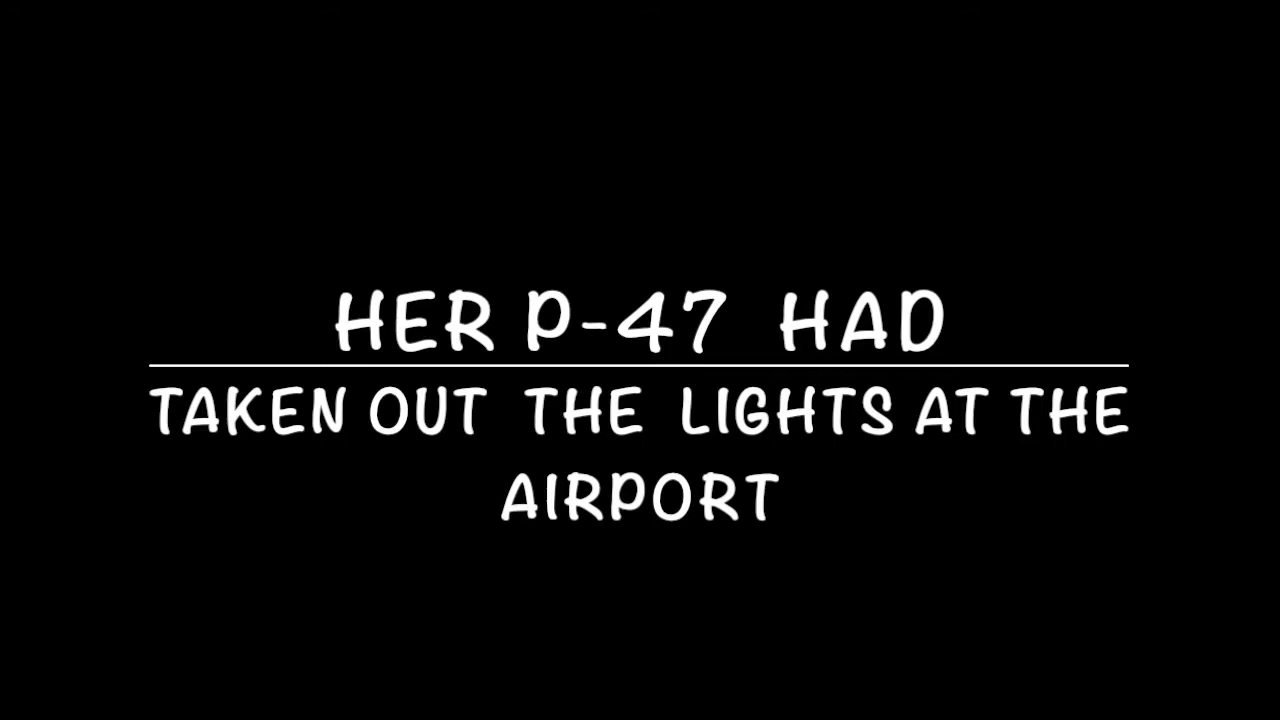 HER P-47 HAD
TAKEN OUT THE LIGHTS AT THE
AIRPORT